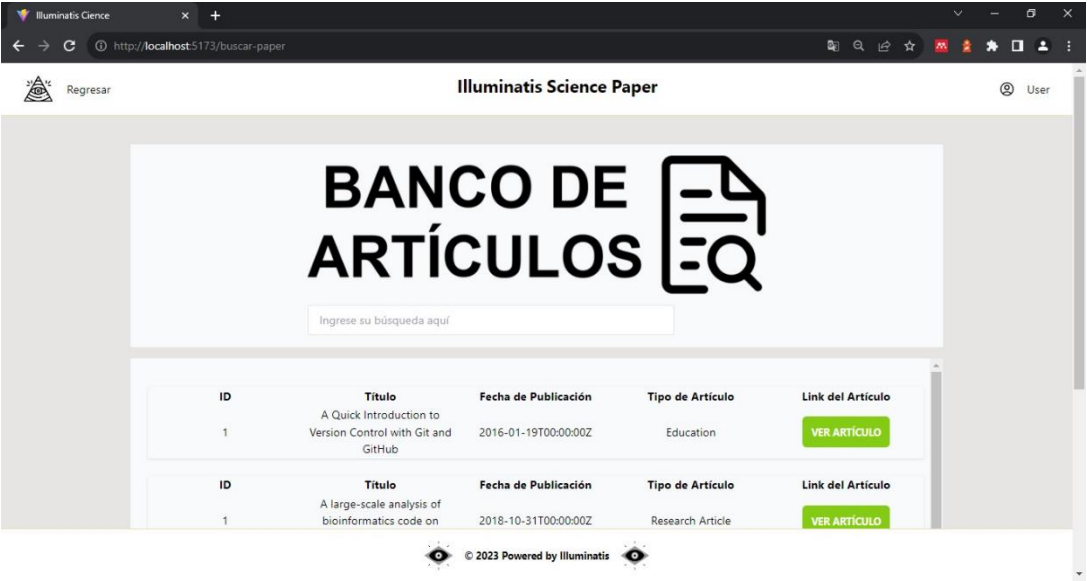 Illuminatis Cience
http://localhost:5173/buscar-paper
Regresar
Illuminatis Science Paper
User
BANCO DE
ARTÍCULOS
Ingrese su búsqueda aquí
ID Título Fecha de Publicación Tipo de Artículo Link del Artículo
A Quick Introduction to
1 Version Control with Git and 2016-01-19T00:00:00Z Education VER ARTÍCULO
GitHub
ID Título Fecha de Publicación Tipo de Artículo Link del Artículo
A large-scale analysis of
1 bioinformatics code on 2018-10-31T00:00:00Z Research Article VER ARTÍCULO
© 2023 Powered by Illuminatis